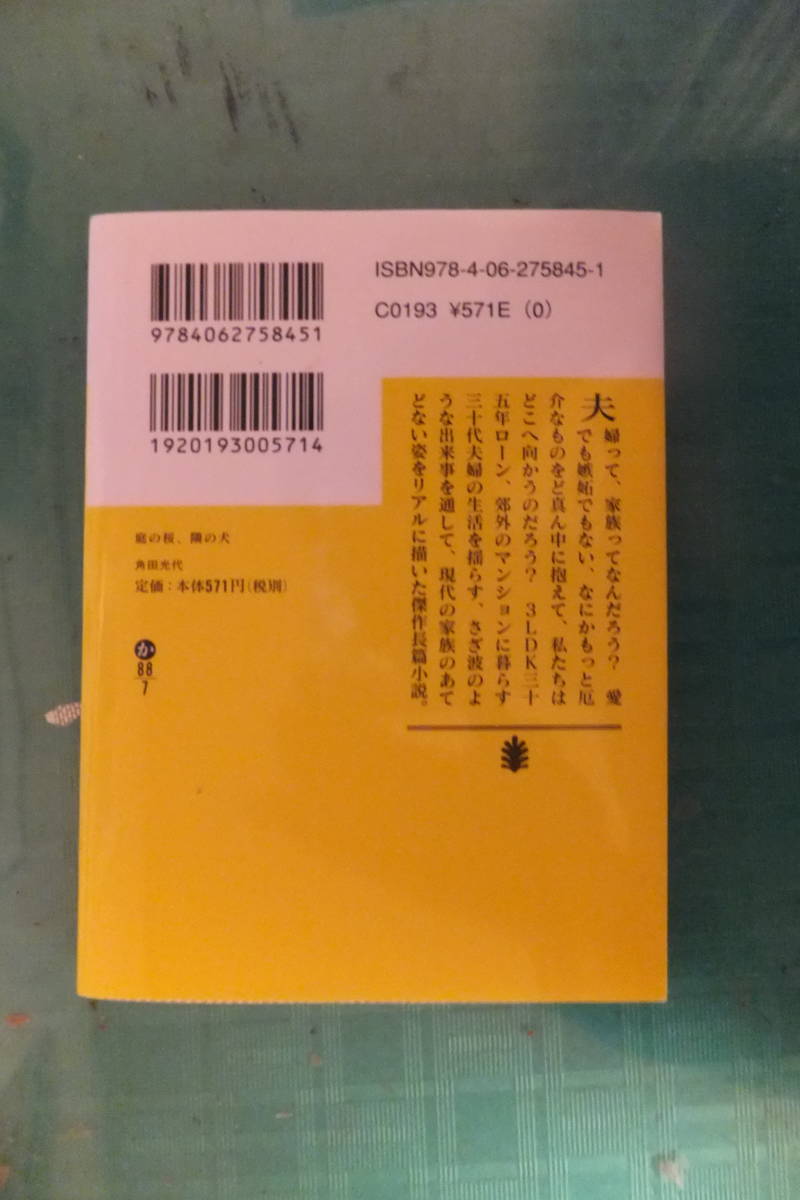 ISBN978-4-06-275845-1
C0193 ¥571E (0)
9784062758451
1920193005714
夫婦って、家族ってなんだろう? 愛
でも嫉妬でもない、なにかもっと厄
介なものをど真ん中に抱えて、私たちは
どこへ向かうのだろう? 3LDK三十
五年ローン、郊外のマンションに暮らす
三十代夫婦の生活を揺らす、さざ波のよ
うな出来事を通して、現代の家族のあて
どない姿をリアルに描いた傑作長篇小説。
庭の桜、隣の犬
角田光代
定価:本体571円(税別)
か
88
7